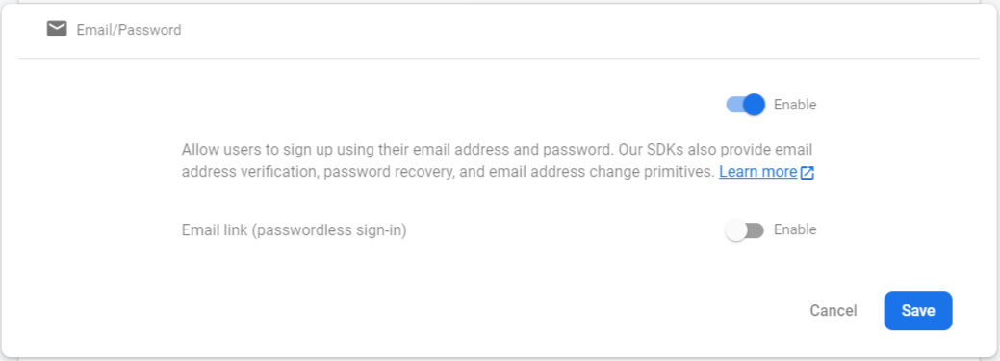 Email/Password
Enable
Allow users to sign up using their email address and password. Our SDKs also provide email
address verification, password recovery, and email address change primitives. Learn more
Email link (passwordless sign-in) Enable
Cancel Save